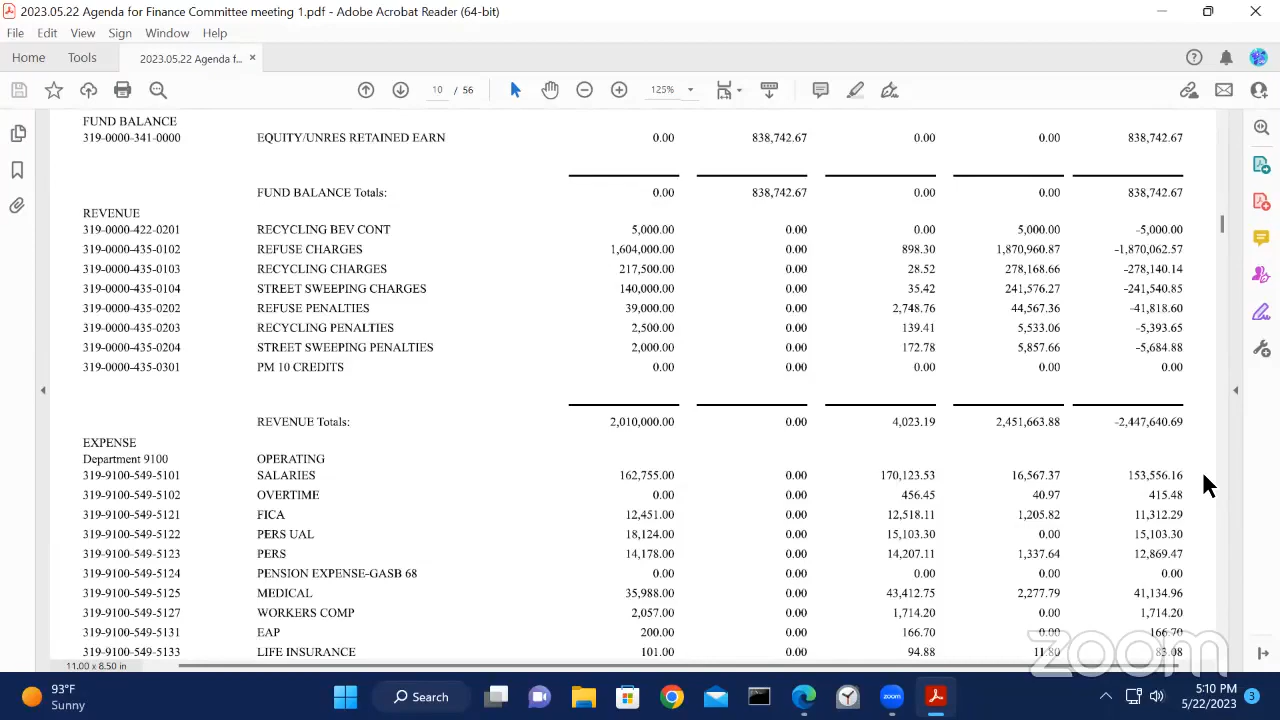 2023.05.22 Agenda for Finance Committee meeting 1.pdf - Adobe Acrobat Reader (64-bit)
File Edit View Sign Window Help
Home Tools 2023.05.22 Agenda f... ×
10 / 56 125%
FUND BALANCE
319-0000-341-0000 EQUITY/UNRES RETAINED EARN 0.00 838,742.67 0.00 0.00 838,742.67
FUND BALANCE Totals: 0.00 838,742.67 0.00 0.00 838,742.67
REVENUE
319-0000-422-0201 RECYCLING BEV CONT 5,000.00 0.00 0.00 5,000.00 -5,000.00
319-0000-435-0102 REFUSE CHARGES 1,604,000.00 0.00 898.30 1,870,960.87 -1,870,062.57
319-0000-435-0103 RECYCLING CHARGES 217,500.00 0.00 28.52 278,168.66 -278,140.14
319-0000-435-0104 STREET SWEEPING CHARGES 140,000.00 0.00 35.42 241,576.27 -241,540.85
319-0000-435-0202 REFUSE PENALTIES 39,000.00 0.00 2,748.76 44,567.36 -41,818.60
319-0000-435-0203 RECYCLING PENALTIES 2,500.00 0.00 139.41 5,533.06 -5,393.65
319-0000-435-0204 STREET SWEEPING PENALTIES 2,000.00 0.00 172.78 5,857.66 -5,684.88
319-0000-435-0301 PM 10 CREDITS 0.00 0.00 0.00 0.00 0.00
REVENUE Totals: 2,010,000.00 0.00 4,023.19 2,451,663.88 -2,447,640.69
EXPENSE
Department 9100 OPERATING
319-9100-549-5101 SALARIES 162,755.00 0.00 170,123.53 16,567.37 153,556.16
319-9100-549-5102 OVERTIME 0.00 0.00 456.45 40.97 415.48
319-9100-549-5121 FICA 12,451.00 0.00 12,518.11 1,205.82 11,312.29
319-9100-549-5122 PERS UAL 18,124.00 0.00 15,103.30 0.00 15,103.30
319-9100-549-5123 PERS 14,178.00 0.00 14,207.11 1,337.64 12,869.47
319-9100-549-5124 PENSION EXPENSE-GASB 68 0.00 0.00 0.00 0.00 0.00
319-9100-549-5125 MEDICAL 35,988.00 0.00 43,412.75 2,277.79 41,134.96
319-9100-549-5127 WORKERS COMP 2,057.00 0.00 1,714.20 0.00 1,714.20
319-9100-549-5131 EAP 200.00 0.00 166.70 0.00 166.70
319-9100-549-5133 LIFE INSURANCE 101.00 0.00 94.88 11.80 83.08
zoom
11.00 x 8.50 in
93°F
Sunny
Search
zoom
5:10 PM
5/22/2023
3